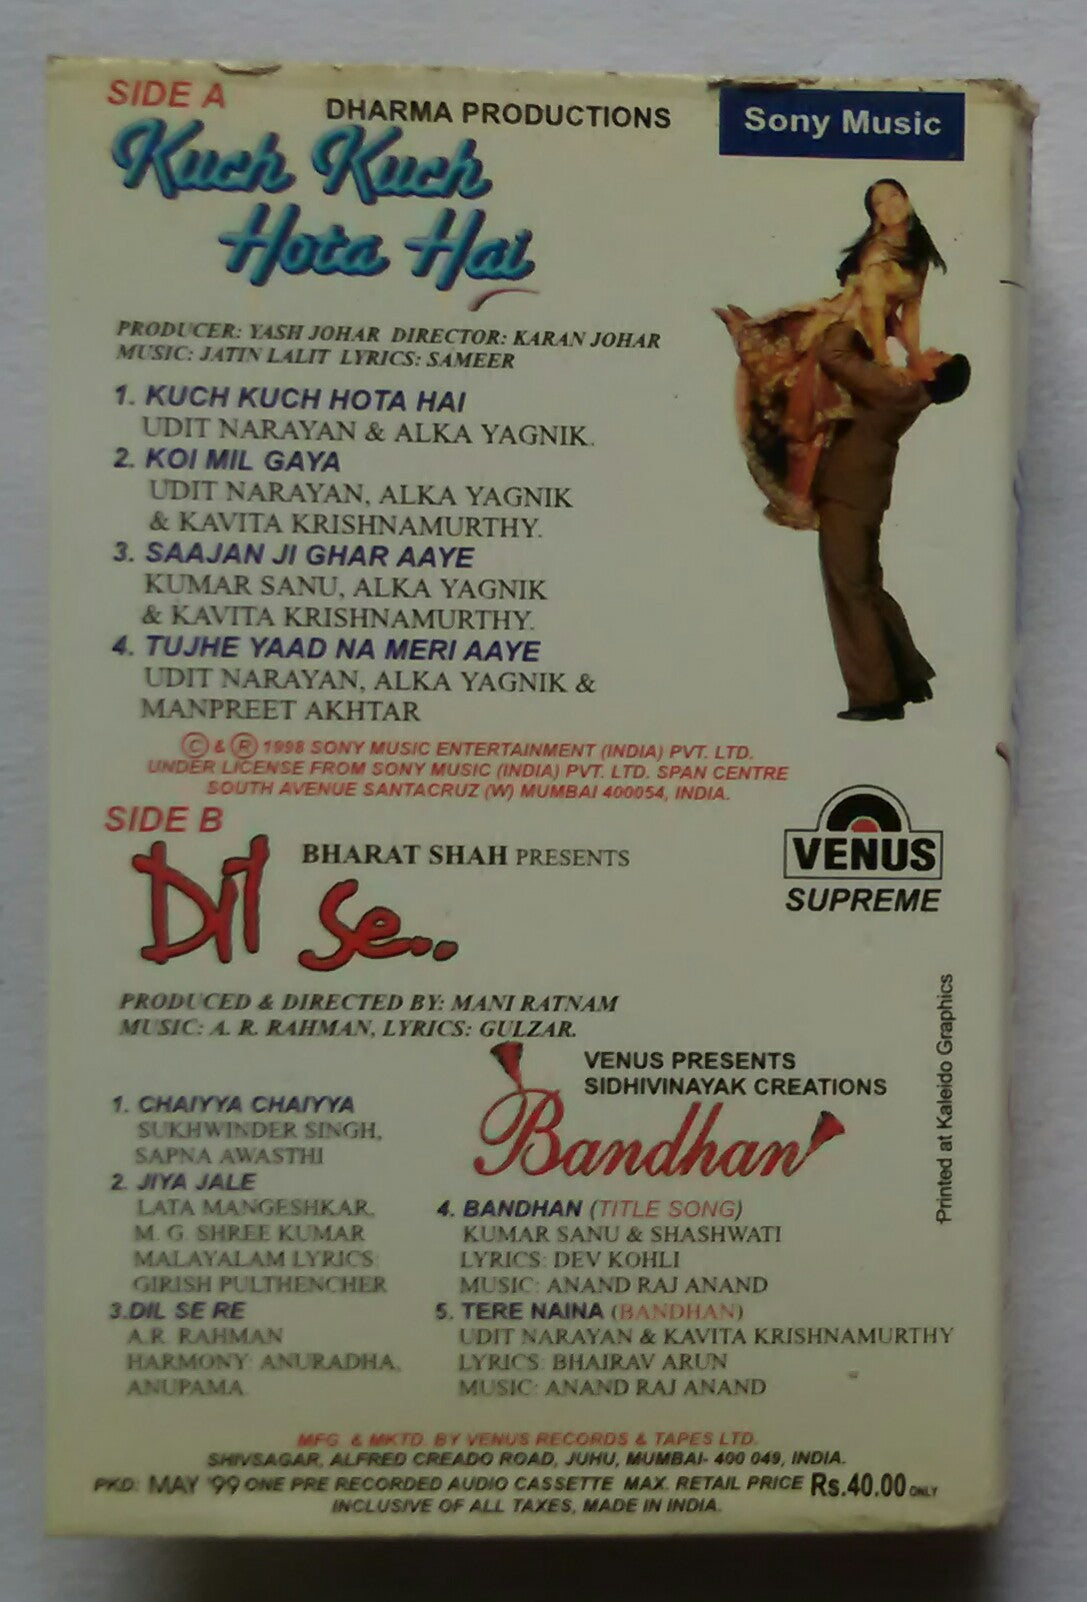 SIDE A
DHARMA PRODUCTIONS
Sony Music
Kuch Kuch
Hota Hai
PRODUCER: YASH JOHAR DIRECTOR: KARAN JOHAR
MUSIC: JATIN LALIT LYRICS: SAMEER
1. KUCH KUCH HOTA HAI
UDIT NARAYAN & ALKA YAGNIK.
2. KOI MIL GAYA
UDIT NARAYAN, ALKA YAGNIK
& KAVITA KRISHNAMURTHY.
3. SAAJAN JI GHAR AAYE
KUMAR SANU, ALKA YAGNIK
& KAVITA KRISHNAMURTHY.
4. TUJHE YAAD NA MERI AAYE
UDIT NARAYAN, ALKA YAGNIK &
MANPREET AKHTAR
Ⓒ & Ⓡ 1998 SONY MUSIC ENTERTAINMENT (INDIA) PVT. LTD.
UNDER LICENSE FROM SONY MUSIC (INDIA) PVT. LTD. SPAN CENTRE
SOUTH AVENUE SANTACRUZ (W) MUMBAI 400054, INDIA.
SIDE B
BHARAT SHAH PRESENTS
Dil Se..
VENUS
SUPREME
PRODUCED & DIRECTED BY: MANI RATNAM
MUSIC: A. R. RAHMAN, LYRICS: GULZAR.
1. CHAIYYA CHAIYYA
SUKHWINDER SINGH,
SAPNA AWASTHI
2. JIYA JALE
LATA MANGESHKAR,
M. G. SHREE KUMAR
MALAYALAM LYRICS:
GIRISH PULTHENCHER
3.DIL SE RE
A.R. RAHMAN
HARMONY: ANURADHA,
ANUPAMA.
VENUS PRESENTS
SIDHIVINAYAK CREATIONS
Bandhan
4. BANDHAN (TITLE SONG)
KUMAR SANU & SHASHWATI
LYRICS: DEV KOHLI
MUSIC: ANAND RAJ ANAND
5. TERE NAINA (BANDHAN)
UDIT NARAYAN & KAVITA KRISHNAMURTHY
LYRICS: BHAIRAV ARUN
MUSIC: ANAND RAJ ANAND
Printed at Kaleido Graphics
MFG. & MKTD. BY VENUS RECORDS & TAPES LTD.
SHIVSAGAR, ALFRED CREADO ROAD, JUHU, MUMBAI- 400 049, INDIA.
PKD: MAY '99 ONE PRE RECORDED AUDIO CASSETTE MAX. RETAIL PRICE Rs.40.00 ONLY
INCLUSIVE OF ALL TAXES, MADE IN INDIA.